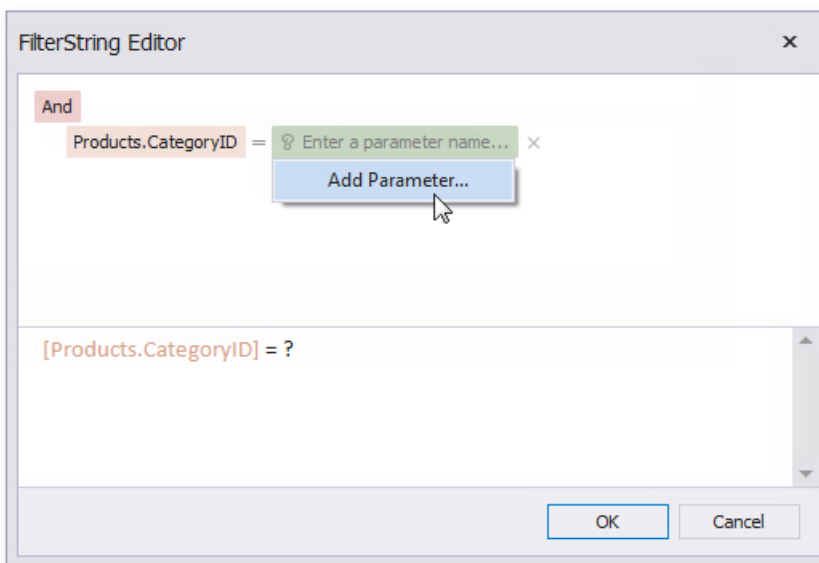 FilterString Editor
And
Products.CategoryID = ? Enter a parameter name...
Add Parameter...
[Products.CategoryID] = ?
OK Cancel